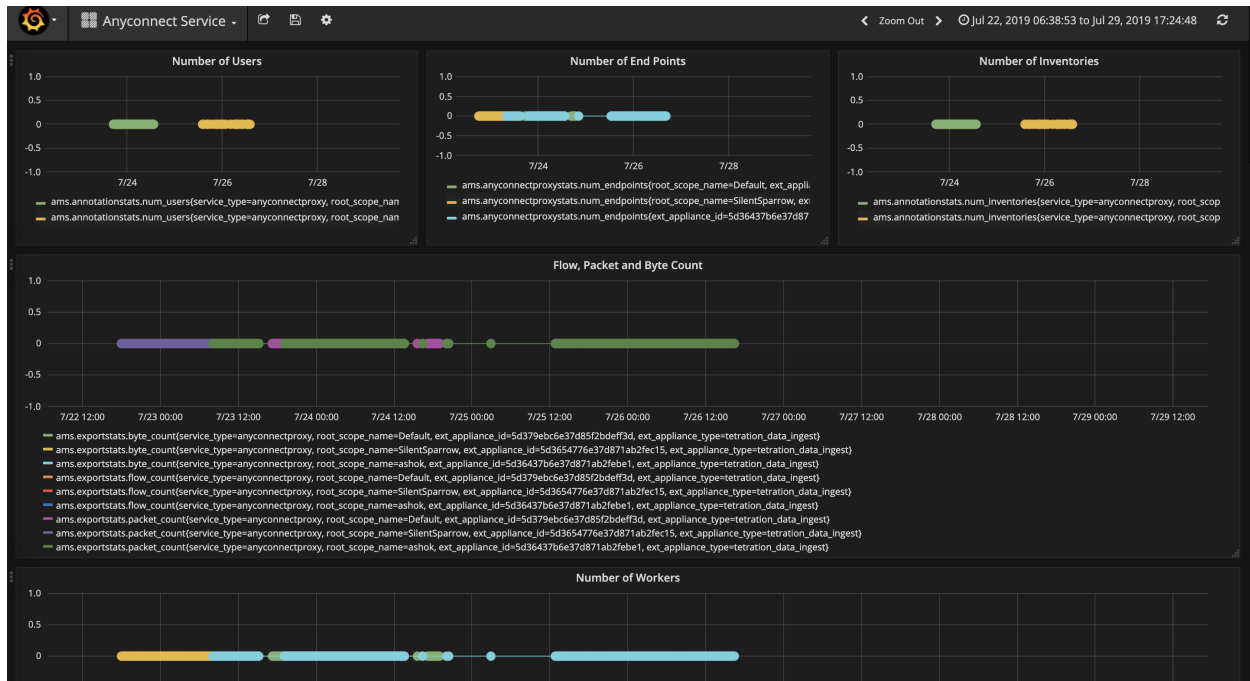 Anyconnect Service
Zoom Out
Jul 22, 2019 06:38:53 to Jul 29, 2019 17:24:48
Number of Users
1.0
0.5
0
-0.5
-1.0
7/24 7/26 7/28
ams.annotationstats.num_users{service_type=anyconnectproxy, root_scope_nan
ams.annotationstats.num_users{service_type=anyconnectproxy, root_scope_nan
Number of End Points
1.0
0.5
0
-0.5
-1.0
7/24 7/26 7/28
ams.anyconnectproxystats.num_endpoints{root_scope_name=Default, ext_appli
ams.anyconnectproxystats.num_endpoints{root_scope_name=SilentSparrow, ext
ams.anyconnectproxystats.num_endpoints{ext_appliance_id=5d36437b6e37d87
Number of Inventories
1.0
0.5
0
-0.5
-1.0
7/24 7/26 7/28
ams.annotationstats.num_inventories{service_type=anyconnectproxy, root_scop
ams.annotationstats.num_inventories{service_type=anyconnectproxy, root_scop
Flow, Packet and Byte Count
1.0
0.5
0
-0.5
-1.0
7/22 12:00 7/23 00:00 7/23 12:00 7/24 00:00 7/24 12:00 7/25 00:00 7/25 12:00 7/26 00:00 7/26 12:00 7/27 00:00 7/27 12:00 7/28 00:00 7/28 12:00 7/29 00:00 7/29 12:00
ams.exportstats.byte_count{service_type=anyconnectproxy, root_scope_name=Default, ext_appliance_id=5d379ebc6e37d85f2bdeff3d, ext_appliance_type=tetration_data_ingest}
ams.exportstats.byte_count{service_type=anyconnectproxy, root_scope_name=SilentSparrow, ext_appliance_id=5d3654776e37d871ab2fec15, ext_appliance_type=tetration_data_ingest}
ams.exportstats.byte_count{service_type=anyconnectproxy, root_scope_name=ashok, ext_appliance_id=5d36437b6e37d871ab2febe1, ext_appliance_type=tetration_data_ingest}
ams.exportstats.flow_count{service_type=anyconnectproxy, root_scope_name=Default, ext_appliance_id=5d379ebc6e37d85f2bdeff3d, ext_appliance_type=tetration_data_ingest}
ams.exportstats.flow_count{service_type=anyconnectproxy, root_scope_name=SilentSparrow, ext_appliance_id=5d3654776e37d871ab2fec15, ext_appliance_type=tetration_data_ingest}
ams.exportstats.flow_count{service_type=anyconnectproxy, root_scope_name=ashok, ext_appliance_id=5d36437b6e37d871ab2febe1, ext_appliance_type=tetration_data_ingest}
ams.exportstats.packet_count{service_type=anyconnectproxy, root_scope_name=Default, ext_appliance_id=5d379ebc6e37d85f2bdeff3d, ext_appliance_type=tetration_data_ingest}
ams.exportstats.packet_count{service_type=anyconnectproxy, root_scope_name=SilentSparrow, ext_appliance_id=5d3654776e37d871ab2fec15, ext_appliance_type=tetration_data_ingest}
ams.exportstats.packet_count{service_type=anyconnectproxy, root_scope_name=ashok, ext_appliance_id=5d36437b6e37d871ab2febe1, ext_appliance_type=tetration_data_ingest}
Number of Workers
1.0
0.5
0